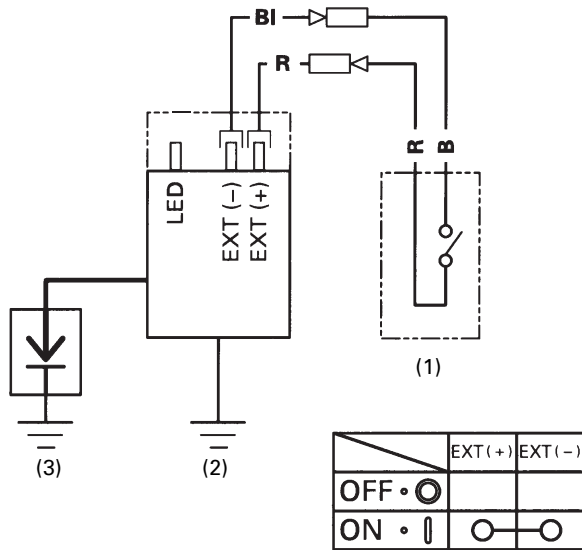 Bl
R
R
B
LED
EXT (−)
EXT (+)
(1)
(3)
(2)
EXT(+) EXT(−)
OFF
ON